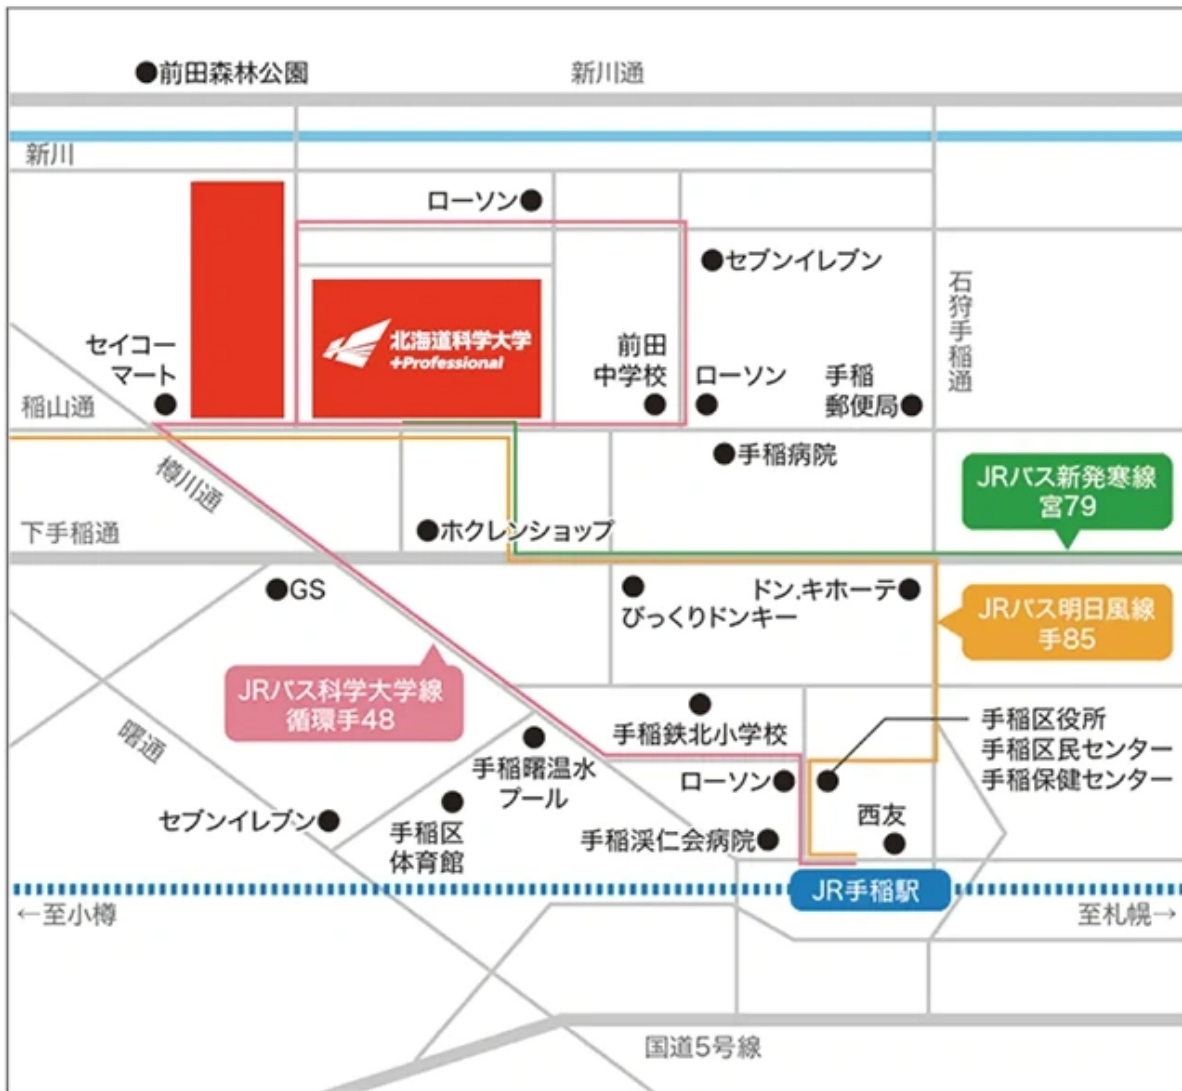 前田森林公園
新川通
新川
ローソン
セブンイレブン
石狩手稲通
北海道科学大学
+Professional
セイコー
マート
前田
中学校
ローソン
手稲
郵便局
稲山通
手稲病院
樽川通
JRバス新発寒線
宮79
下手稲通
ホクレンショップ
GS
びっくりドンキー
ドン.キホーテ
JRバス明日風線
手85
JRバス科学大学線
循環手48
曙通
手稲鉄北小学校
手稲区役所
手稲区民センター
手稲保健センター
手稲曙温水
プール
ローソン
セブンイレブン
手稲区
体育館
西友
手稲渓仁会病院
JR手稲駅
←至小樽
至札幌→
国道5号線